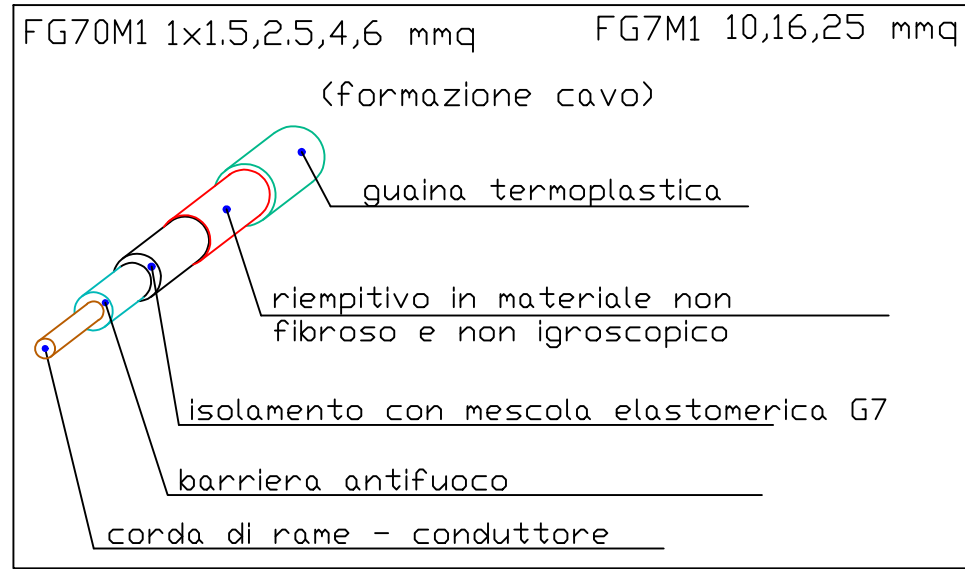 FG70M1 1x1.5,2.5,4,6 mmq
FG7M1 10,16,25 mmq
(formazione cavo)
guaina termoplastica
riempitivo in materiale non
fibroso e non igroscopico
isolamento con mescola elastomerica G7
barriera antifuoco
corda di rame - conduttore